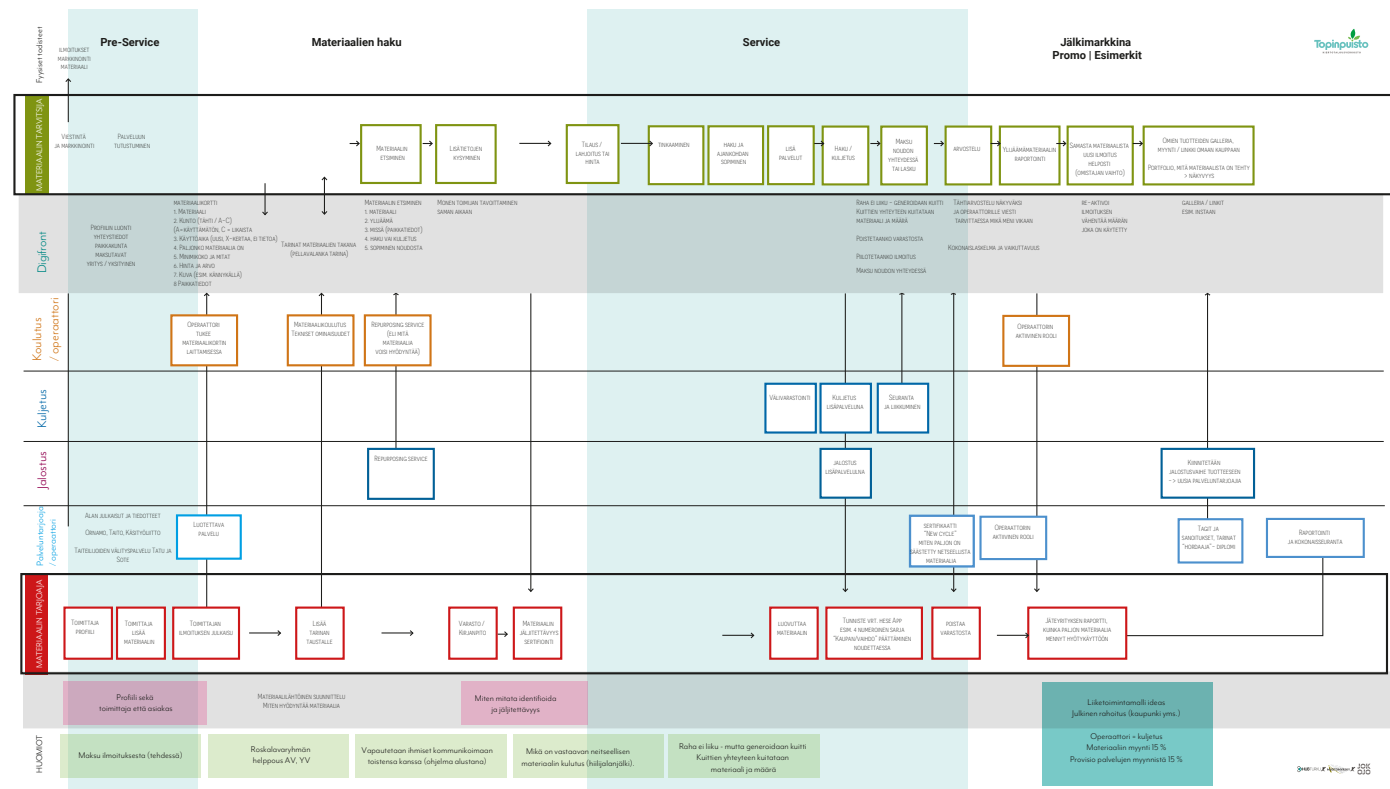 Pre-Service
Materiaalien haku
Service
Jälkimarkkina
Promo | Esimerkit
Topinpuisto
Fyysiset todisteet
ILMOITUKSET
MARKKINOINTI
MATERIAALI
MATERIAALIN TARVITSIJA
VIESTINTÄ
JA MARKKINOINTI
PALVELUUN
TUTUSTUMINEN
MATERIAALIN
ETSIMINEN
LISÄTIETOJEN
KYSYMINEN
TILAUS /
LAHJOITUS TAI
HINTA
TINKAAMINEN
HAKU JA
AJANKOHDAN
SOPIMINEN
LISÄ
PALVELUT
HAKU /
KULJETUS
MAKSU
NOUDON
YHTEYDESSÄ
TAI LASKU
ARVOSTELU
YLIJÄÄMÄMATERIAALIN
RAPORTOINTI
SAMASTA MATERIAALISTA
UUSI ILMOITUS
HELPOSTI
(OMISTAJAN VAIHTO)
OMIEN TUOTTEIDEN GALLERIA,
MYYNTI / LINKKI OMAAN KAUPPAAN
PORTFOLIO, MITÄ MATERIAALISTA ON TEHTY
> NÄKYVYYS
Digifront
PROFIILIN LUONTI
YHTEYSTIEDOT
PAIKKAKUNTA
MAKSUTAVAT
YRITYS / YKSITYINEN
MATERIAALIKORTTI
1. MATERIAALI
2. KUNTO (TÄHTI / A-C)
(A=KÄYTTÄMÄTÖN, C = LIKAISTA
3. KÄYTTÖAIKA (UUSI, X-KERTAA, EI TIETOA)
4. PALJONKO MATERIAALIA ON
5. MINIMIKOKO JA MITAT
6. HINTA JA ARVO
7. KUVA (ESIM. KÄNNYKÄLLÄ)
8 PAIKKATIEDOT
TARINAT MATERIAALIEN TAKANA
(PELLAVALANKA TARINA)
MATERIAALIN ETSIMINEN
1. MATERIAALI
2. YLIJÄÄMÄ
3. MISSÄ (PAIKKATIEDOT)
4. HAKU VAI KULJETUS
5. SOPIMINEN NOUDOSTA
MONEN TOIMIJAN TAVOITTAMINEN
SAMAN AIKAAN
RAHA EI LIIKU – GENEROIDAAN KUITTI
KUITTIEN YHTEYTEEN KUITATAAN
MATERIAALI JA MÄÄRÄ
POISTETAANKO VARASTOSTA
PIILOTETAANKO ILMOITUS
MAKSU NOUDON YHTEYDESSÄ
TÄHTIARVOSTELU NÄKYVÄKSI
JA OPERAATTORILLE VIESTI
TARVITTAESSA MIKÄ MENI VIKAAN
KOKONAISLASKELMA JA VAIKUTTAVUUS
RE-AKTIVOI
ILMOITUKSEN
VÄHENTÄÄ MÄÄRÄN
JOKA ON KÄYTETTY
GALLERIA / LINKIT
ESIM. INSTAAN
Koulutus
/ operaattori
OPERAATTORI
TUKEE
MATERIAALIKORTIN
LAITTAMISESSA
MATERIAALIKOULUTUS
TEKNISET OMINAISUUDET
REPURPOSING SERVICE
(ELI MITÄ
MATERIAALIA
VOISI HYÖDYNTÄÄ)
OPERAATTORIN
AKTIIVINEN ROOLI
Kuljetus
VÄLIVARASTOINTI
KULJETUS
LISÄPALVELUNA
SEURANTA
JA LIIKKUMINEN
Jalostus
REPURPOSING SERVICE
JALOSTUS
LISÄPALVELULNA
KIINNITETÄÄN
JALOSTUSVAIHE TUOTTEESEEN
– > UUSIA PALVELUNTARJOAJIA
Palveluntarjoaja
/ operaattori
ALAN JULKAISUT JA TIEDOTTEET
ORNAMO, TAITO, KÄSITYÖLIITTO
TAITEILIJOIDEN VÄLITYSPALVELU TATU JA
SOFE
LUOTETTAVA
PALVELU
SERTIFIKAATTI
"NEW CYCLE"
MITEN PALJON ON
SÄÄSTETTY NEITSEELLISTÄ
MATERIAALIA
OPERAATTORIN
AKTIIVINEN ROOLI
TAGIT JA
SANOITUKSET, TARINAT
"HORDAAJA"– DIPLOMI
RAPORTOINTI
JA KOKONAISSEURANTA
MATERIAALIN TARJOAJA
TOIMITTAJA
PROFIILI
TOIMITTAJA
LISÄÄ
MATERIAALIN
TOIMITTAJAN
ILMOITUKSEN JULKAISU
LISÄÄ
TARINAN
TAUSTALLE
VARASTO /
KIRJANPITO
MATERIAALIN
JÄLJITETTÄVYYS
SERTIFIOINTI
LUOVUTTAA
MATERIAALIN
TUNNISTE VRT. HESE ÄPP
ESIM. 4 NUMEROINEN SARJA
"KAUPAN/VAIHDO" PÄÄTTÄMINEN
NOUDETTAESSA
POISTAA
VARASTOSTA
JÄTEYRITYKSEN RAPORTTI,
KUINKA PALJON MATERIAALIA
MENNYT HYÖTYKÄYTTÖÖN
Profiili sekä
toimittaja että asiakas
MATERIAALILÄHTÖINEN SUUNNITTELU
MITEN HYÖDYNTÄÄ MATERIAALIA
Miten mitata identifioida
ja jäljitettävyys
Liiketoimintamalli ideas
Julkinen rahoitus (kaupunki yms.)
Operaattori + kuljetus
Materiaalin myynti 15 %
Provisio palvelujen myynnistä 15 %
HUOMIOT
Maksu ilmoituksesta (tehdessä)
Roskalavaryhmän
helppous AV, YV
Vapautetaan ihmiset kommunikoimaan
toistensa kanssa (ohjelma alustana)
Mikä on vastaavan neitseellisen
materiaalin kulutus (hiilijalanjälki).
Raha ei liiku - mutta generoidaan kuitti
Kuittien yhteyteen kuitataan
materiaali ja määrä